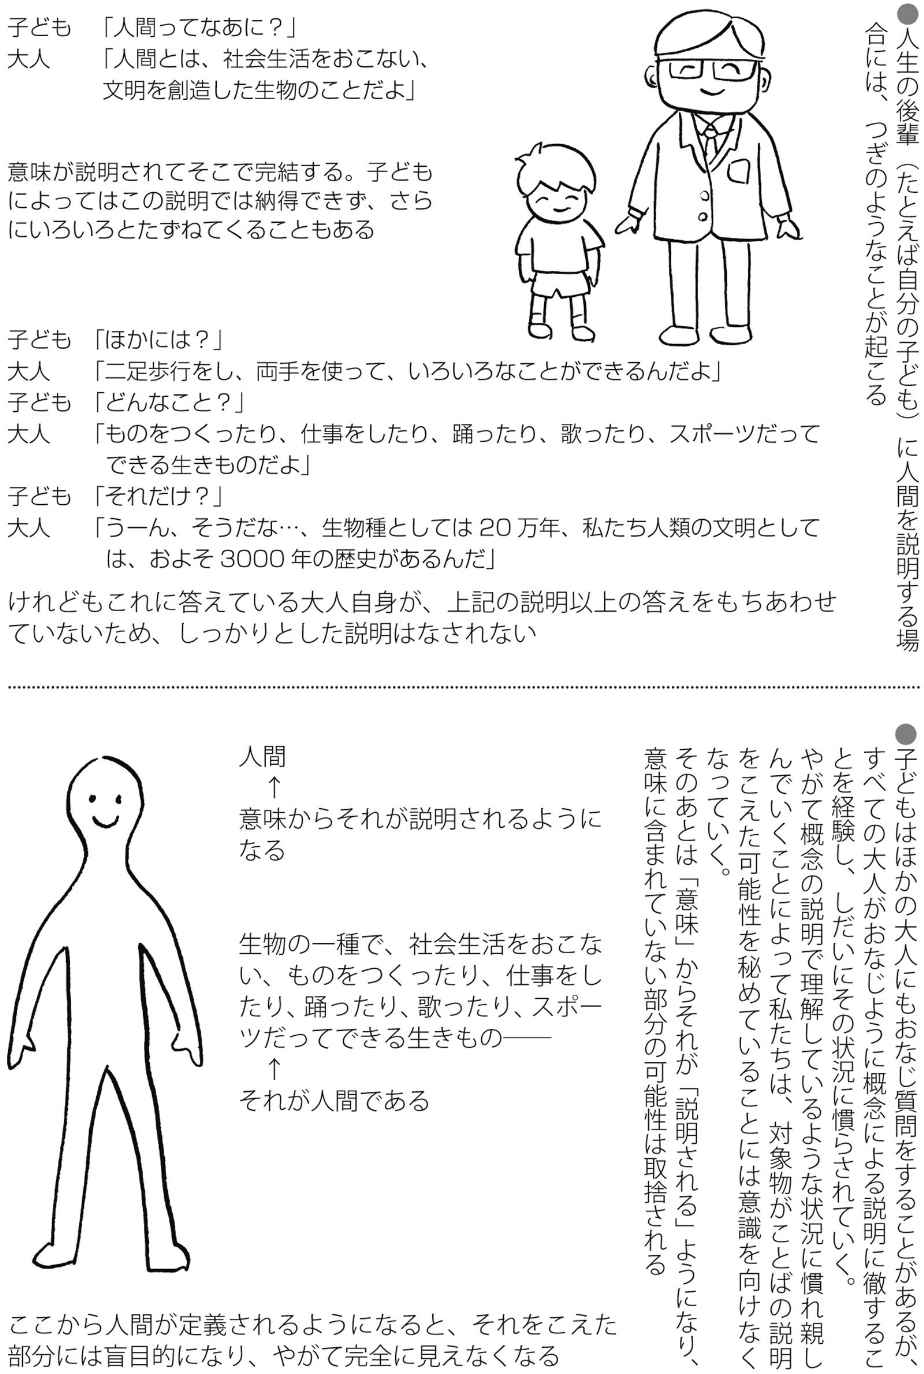 ●人生の後輩（たとえば自分の子ども）に人間を説明する場
合には、つぎのようなことが起こる
子ども　「人間ってなあに？」
大人　　「人間とは、社会生活をおこない、
文明を創造した生物のことだよ」
意味が説明されてそこで完結する。子ども
によってはこの説明では納得できず、さら
にいろいろとたずねてくることもある
子ども　「ほかには？」
大人　　「二足歩行をし、両手を使って、いろいろなことができるんだよ」
子ども　「どんなこと？」
大人　　「ものをつくったり、仕事をしたり、踊ったり、歌ったり、スポーツだって
できる生きものだよ」
子ども　「それだけ？」
大人　　「うーん、そうだな…、生物種としては 20 万年、私たち人類の文明として
は、およそ 3000 年の歴史があるんだ」
けれどもこれに答えている大人自身が、上記の説明以上の答えをもちあわせ
ていないため、しっかりとした説明はなされない
●子どもはほかの大人にもおなじ質問をすることがあるが、
すべての大人がおなじように概念による説明に徹するこ
とを経験し、しだいにその状況に慣らされていく。
やがて概念の説明で理解しているような状況に慣れ親し
んでいくことによって私たちは、対象物がことばの説明
をこえた可能性を秘めていることには意識を向けなく
なっていく。
そのあとは「意味」からそれが「説明される」ようになり、
意味に含まれていない部分の可能性は取捨される
人間
↑
意味からそれが説明されるように
なる
生物の一種で、社会生活をおこな
い、ものをつくったり、仕事をし
たり、踊ったり、歌ったり、スポー
ツだってできる生きもの──
↑
それが人間である
ここから人間が定義されるようになると、それをこえた
部分には盲目的になり、やがて完全に見えなくなる